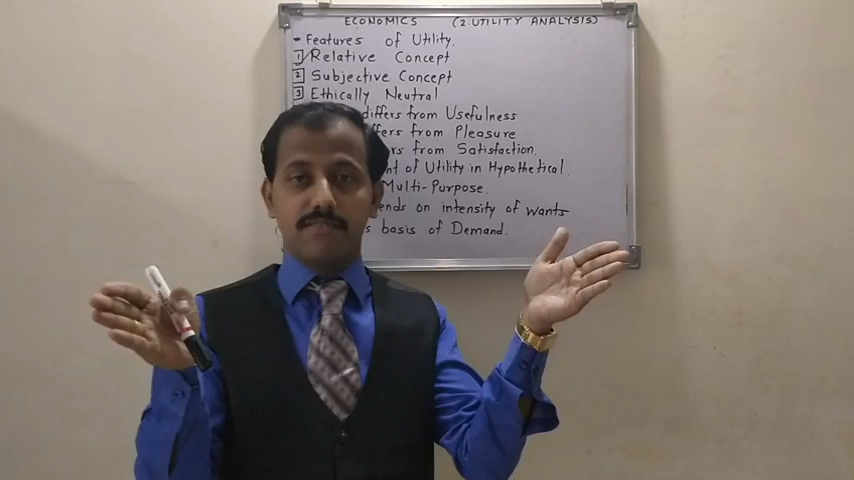 ECONOMICS (2. UTILITY ANALYSIS)
* Features of Utility.
1 Relative Concept
2 Subjective Concept
3 Ethically Neutral
differs from Usefulness
from Pleasure
from Satisfaction.
of Utility in Hypothetical.
Multi-Purpose.
on intensity of wants
basis of Demand.